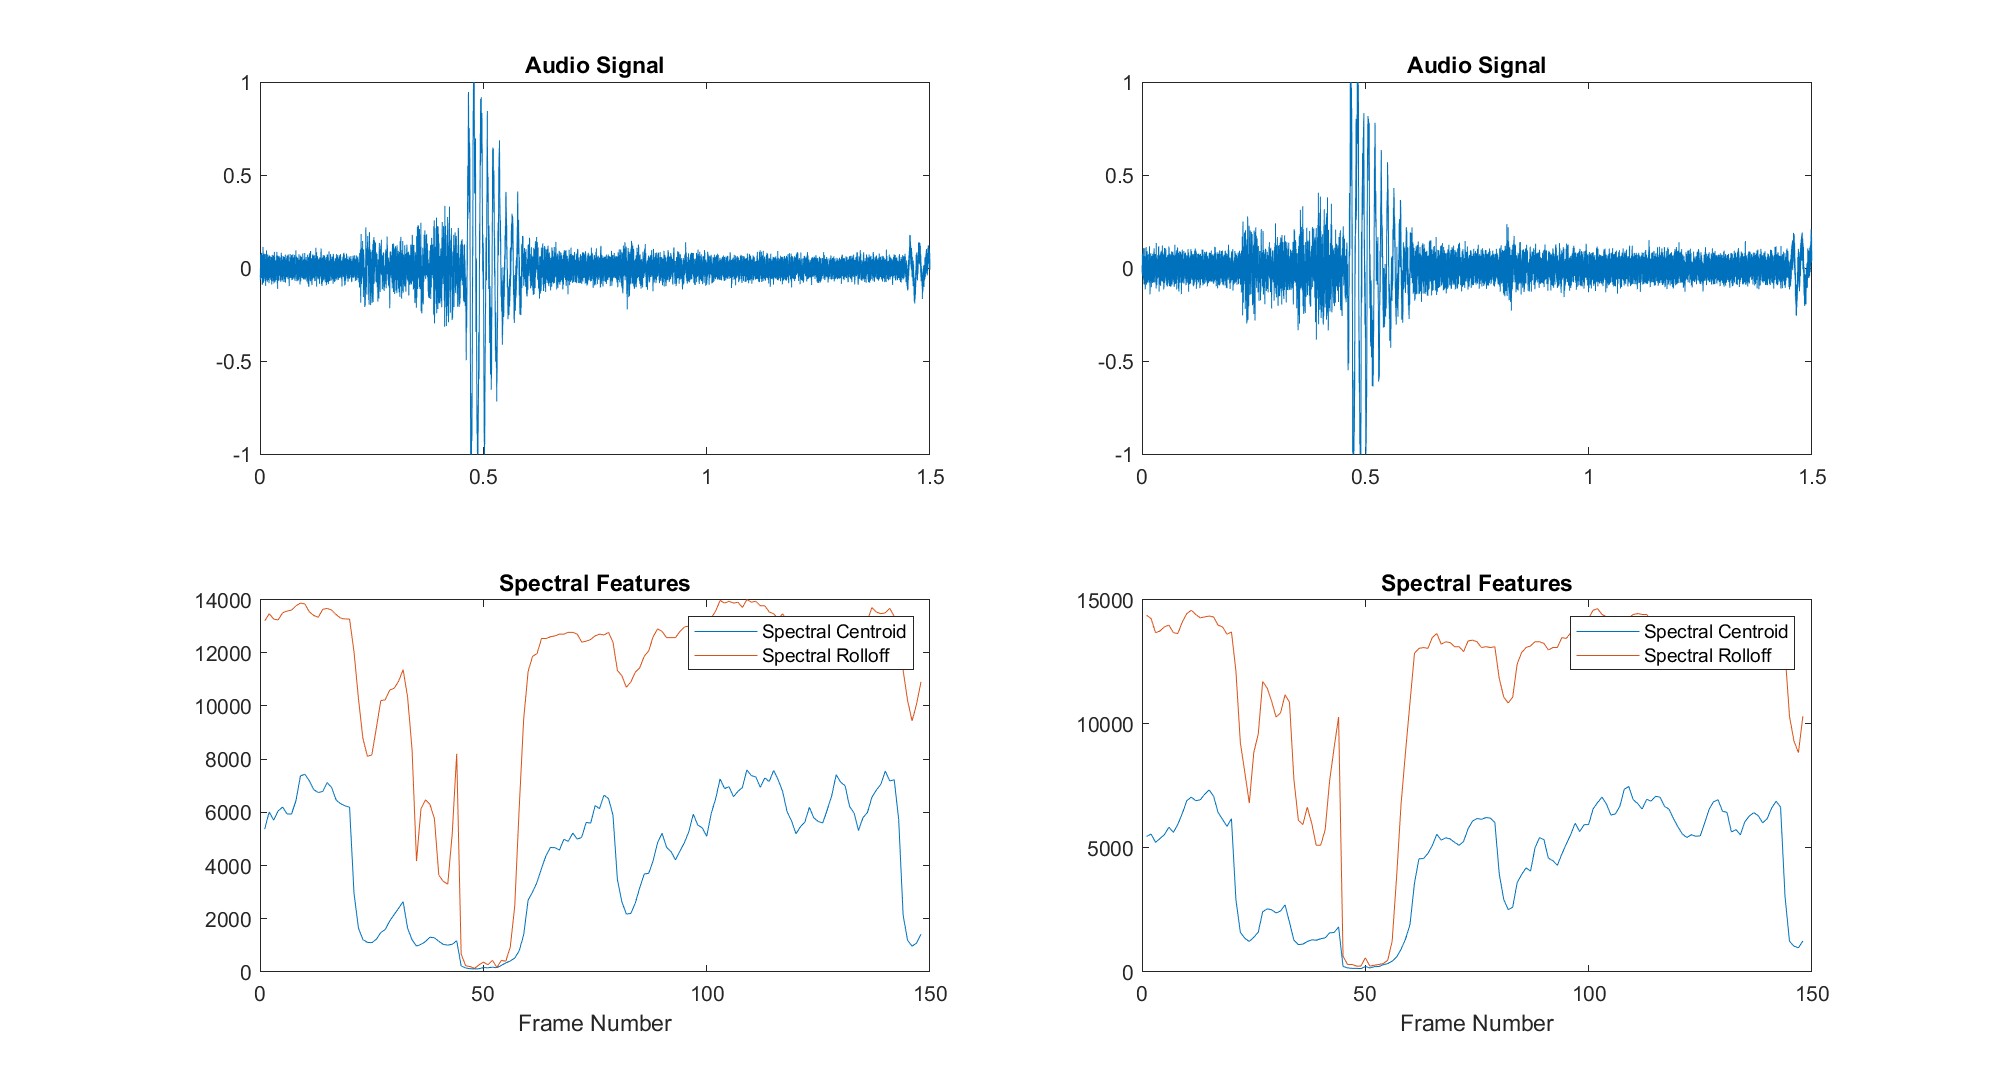 Audio Signal
1
0.5
0
-0.5
-1
0 0.5 1 1.5
Audio Signal
1
0.5
0
-0.5
-1
0 0.5 1 1.5
Spectral Features
14000
12000
10000
8000
6000
4000
2000
0
Spectral Centroid
Spectral Rolloff
0 50 100 150
Frame Number
Spectral Features
15000
10000
5000
0
Spectral Centroid
Spectral Rolloff
0 50 100 150
Frame Number